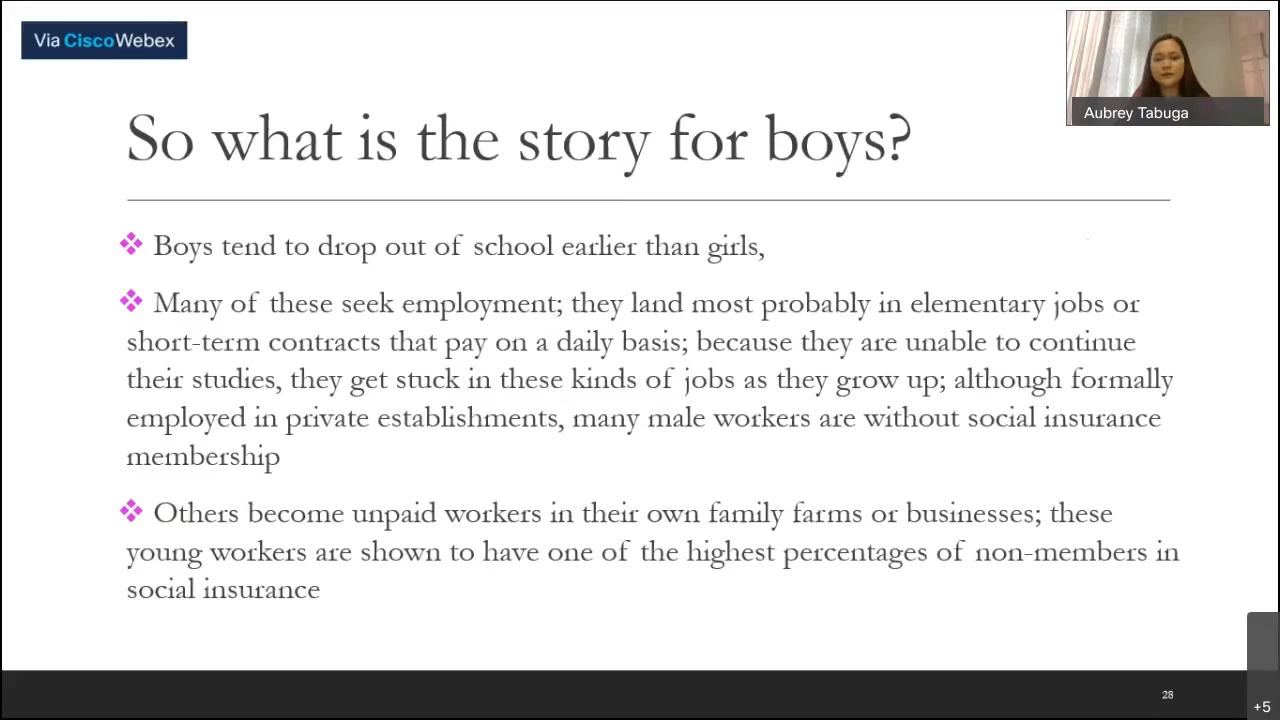 Via CiscoWebex
Aubrey Tabuga
So what is the story for boys?
❖ Boys tend to drop out of school earlier than girls,
❖ Many of these seek employment; they land most probably in elementary jobs or
short-term contracts that pay on a daily basis; because they are unable to continue
their studies, they get stuck in these kinds of jobs as they grow up; although formally
employed in private establishments, many male workers are without social insurance
membership
❖ Others become unpaid workers in their own family farms or businesses; these
young workers are shown to have one of the highest percentages of non-members in
social insurance
28
+5